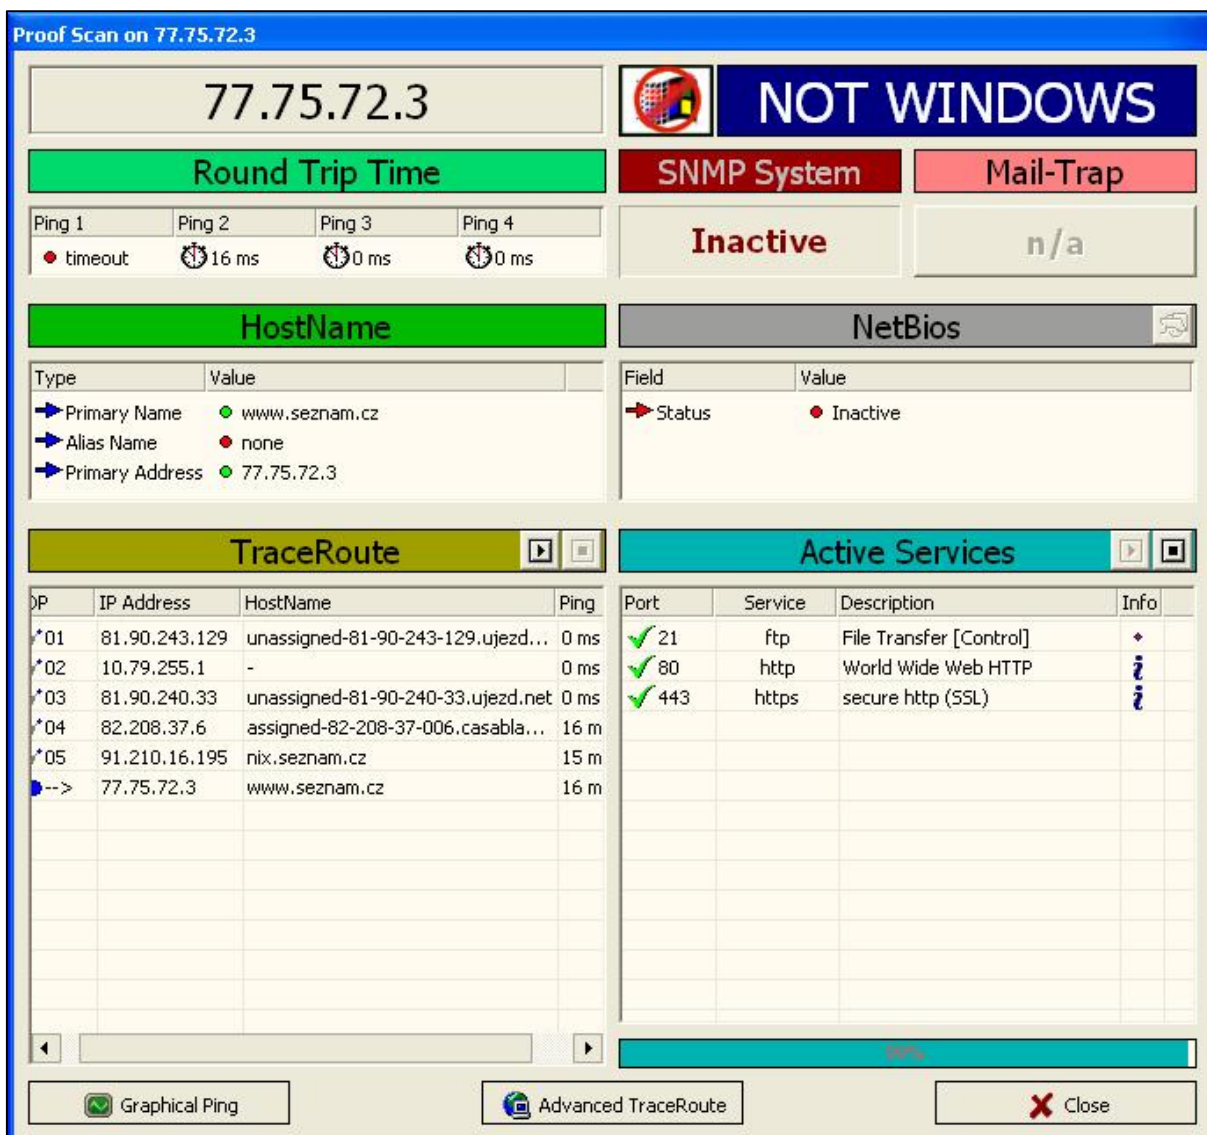 Proof Scan on 77.75.72.3
77.75.72.3
NOT WINDOWS
Round Trip Time
SNMP System
Mail-Trap
Ping 1 Ping 2 Ping 3 Ping 4
timeout 16 ms 0 ms 0 ms
Inactive
n/a
HostName
Type Value
Primary Name www.seznam.cz
Alias Name none
Primary Address 77.75.72.3
NetBios
Field Value
Status Inactive
TraceRoute
OP IP Address HostName Ping
01 81.90.243.129 unassigned-81-90-243-129.ujezd... 0 ms
02 10.79.255.1 - 0 ms
03 81.90.240.33 unassigned-81-90-240-33.ujezd.net 0 ms
04 82.208.37.6 assigned-82-208-37-006.casabla... 16 m
05 91.210.16.195 nix.seznam.cz 15 m
--> 77.75.72.3 www.seznam.cz 16 m
Active Services
Port Service Description Info
21 ftp File Transfer [Control]
80 http World Wide Web HTTP i
443 https secure http (SSL) i
Graphical Ping
Advanced TraceRoute
Close